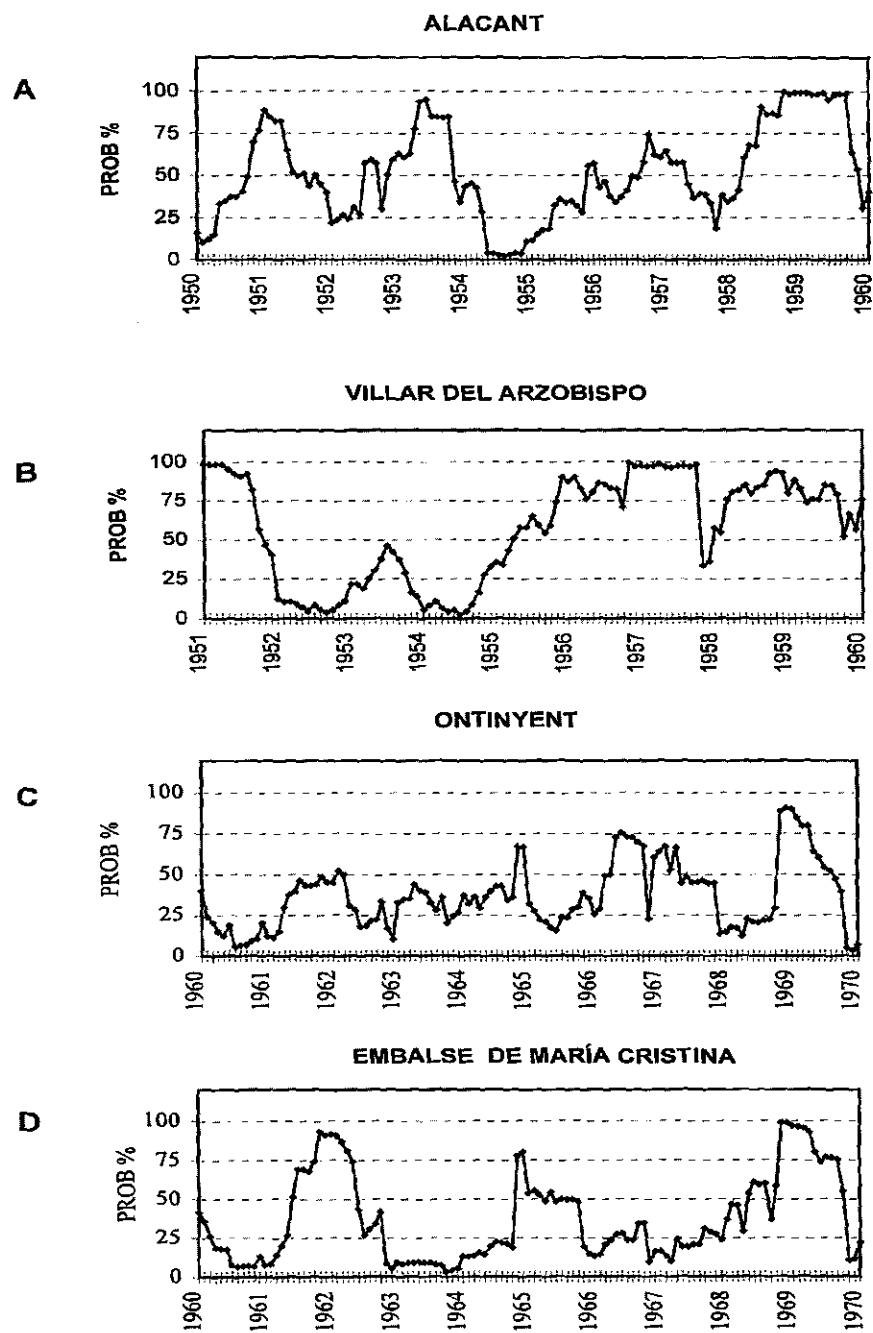 ALACANT
A
PROB %
100
75
50
25
0
1950 1951 1952 1953 1954 1955 1956 1957 1958 1959 1960
VILLAR DEL ARZOBISPO
B
PROB %
100
75
50
25
0
1951 1952 1953 1954 1955 1956 1957 1958 1959 1960
ONTINYENT
C
PROB %
100
75
50
25
0
1960 1961 1962 1963 1964 1965 1966 1967 1968 1969 1970
EMBALSE DE MARÍA CRISTINA
D
PROB %
100
75
50
25
0
1960 1961 1962 1963 1964 1965 1966 1967 1968 1969 1970